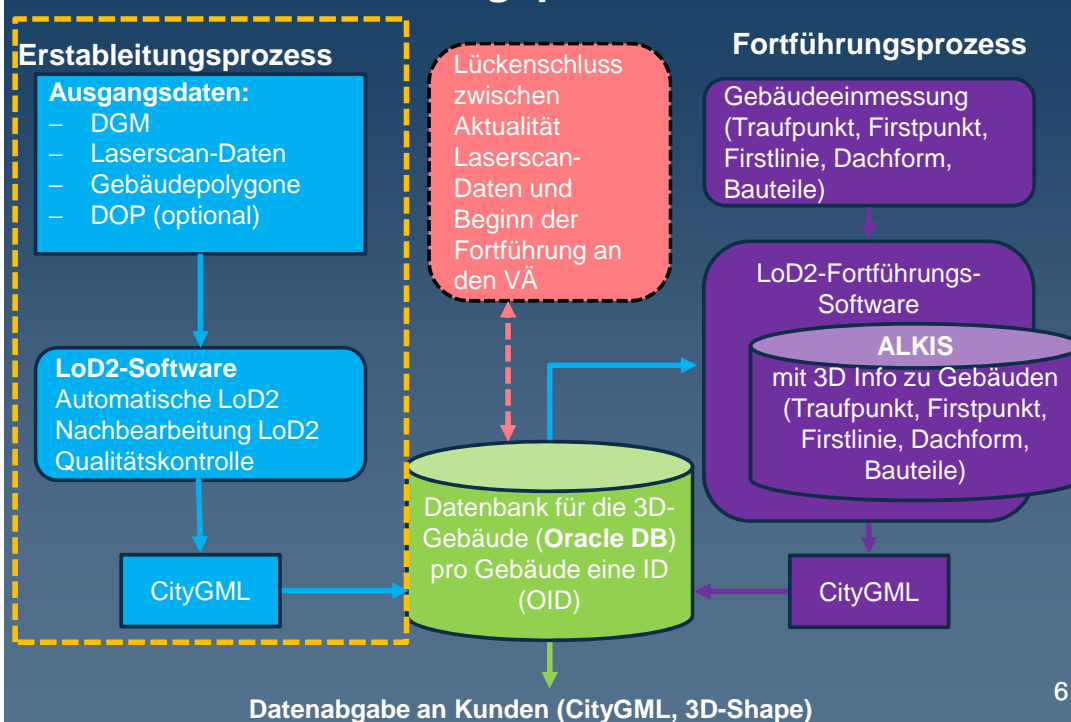 Erstableitungsprozess
Ausgangsdaten:
– DGM
– Laserscan-Daten
– Gebäudepolygone
– DOP (optional)
LoD2-Software
Automatische LoD2
Nachbearbeitung LoD2
Qualitätskontrolle
CityGML
Lückenschluss
zwischen
Aktualität
Laserscan-
Daten und
Beginn der
Fortführung an
den VÄ
Datenbank für die 3D-
Gebäude (Oracle DB)
pro Gebäude eine ID
(OID)
Fortführungsprozess
Gebäudeeinmessung
(Traufpunkt, Firstpunkt,
Firstlinie, Dachform,
Bauteile)
LoD2-Fortführungs-
Software
ALKIS
mit 3D Info zu Gebäuden
(Traufpunkt, Firstpunkt,
Firstlinie, Dachform,
Bauteile)
CityGML
Datenabgabe an Kunden (CityGML, 3D-Shape)
6